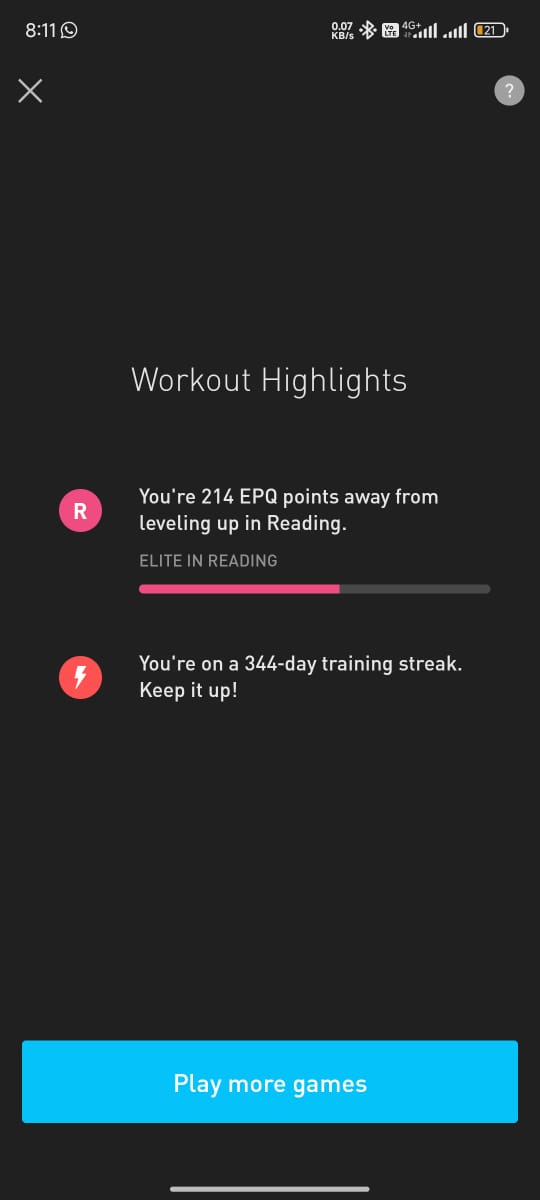 8:11
0.07
KB/s
Vo
LTE
4G+
21
?
Workout Highlights
R
You're 214 EPQ points away from
leveling up in Reading.
ELITE IN READING
You're on a 344-day training streak.
Keep it up!
Play more games